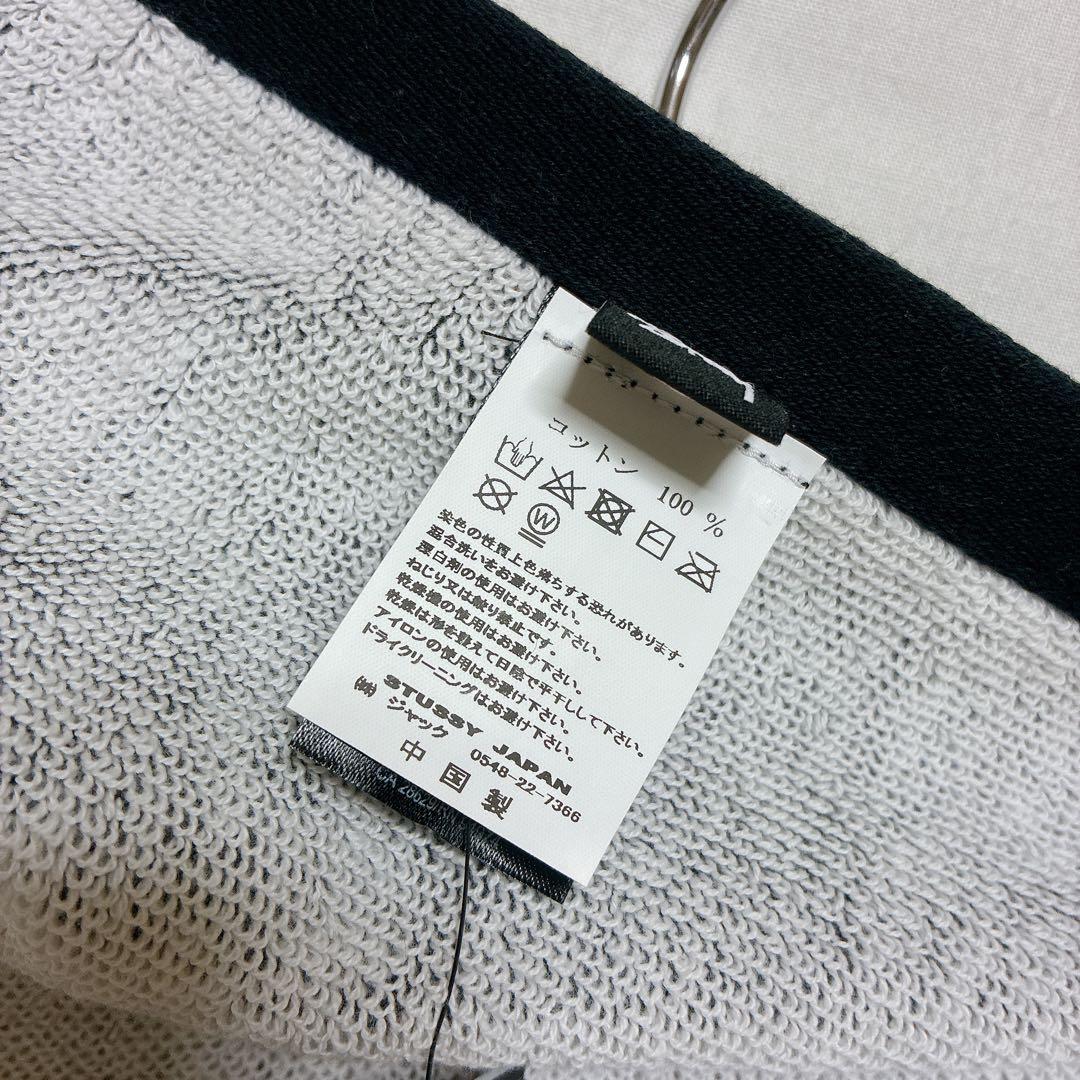 コットン 100 %
W
染色の性質上色落ちする恐れがあります。
混合洗いをお避け下さい。
漂白剤の使用はお避け下さい。
ねじり又は絞り禁止です。
乾燥機の使用はお避け下さい。
乾燥は形を整えて日陰で平干しして下さい。
アイロンの使用はお避け下さい。
ドライクリーニングはお避け下さい。
STUSSY JAPAN
㈱ ジャック 0548-22-7366
中国製